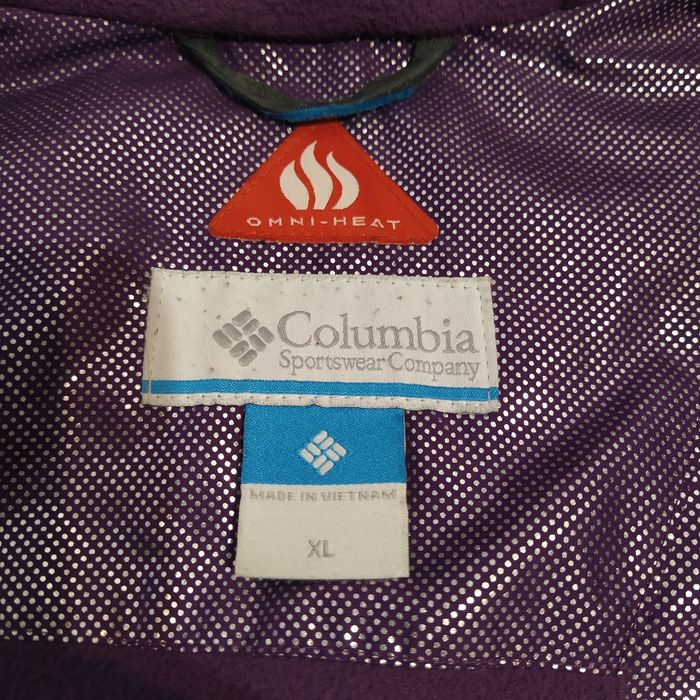 OMNI-HEAT
Columbia
Sportswear Company
MADE IN VIETNAM
XL